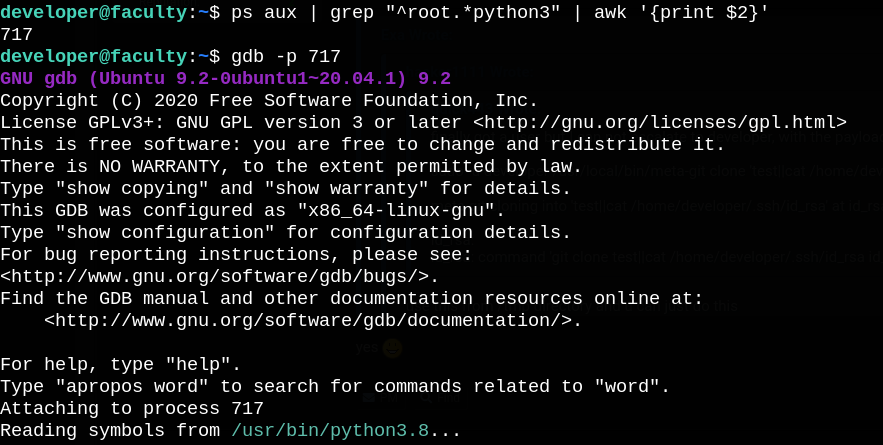 developer@faculty:~$ ps aux | grep "^root.*python3" | awk '{print $2}'
717
developer@faculty:~$ gdb -p 717
GNU gdb (Ubuntu 9.2-0ubuntu1~20.04.1) 9.2
Copyright (C) 2020 Free Software Foundation, Inc.
License GPLv3+: GNU GPL version 3 or later <http://gnu.org/licenses/gpl.html>
This is free software: you are free to change and redistribute it.
There is NO WARRANTY, to the extent permitted by law.
Type "show copying" and "show warranty" for details.
This GDB was configured as "x86_64-linux-gnu".
Type "show configuration" for configuration details.
For bug reporting instructions, please see:
<http://www.gnu.org/software/gdb/bugs/>.
Find the GDB manual and other documentation resources online at:
    <http://www.gnu.org/software/gdb/documentation/>.

For help, type "help".
Type "apropos word" to search for commands related to "word".
Attaching to process 717
Reading symbols from /usr/bin/python3.8...